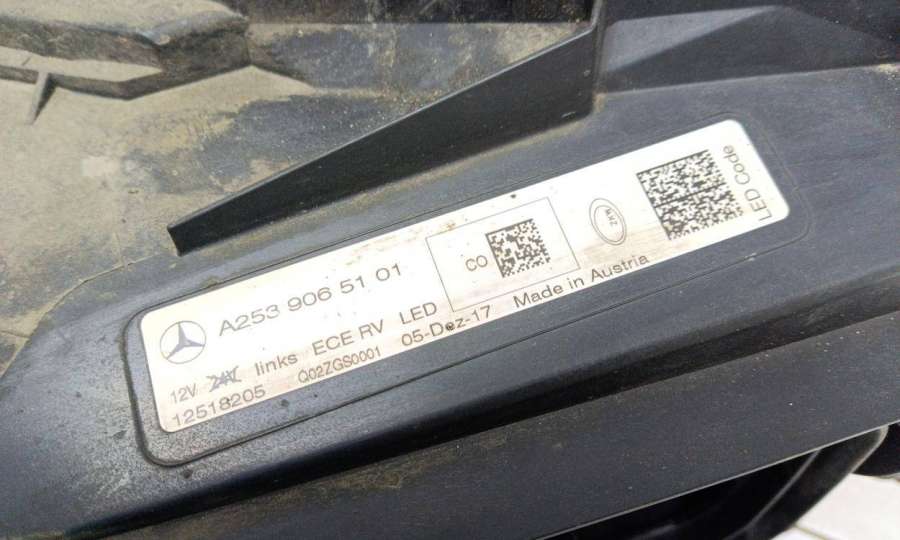 A253 906 51 01
CO
12V 24V links ECE RV LED
12518205 Q02ZGS0001 05-Dez-17 Made in Austria
LED Code